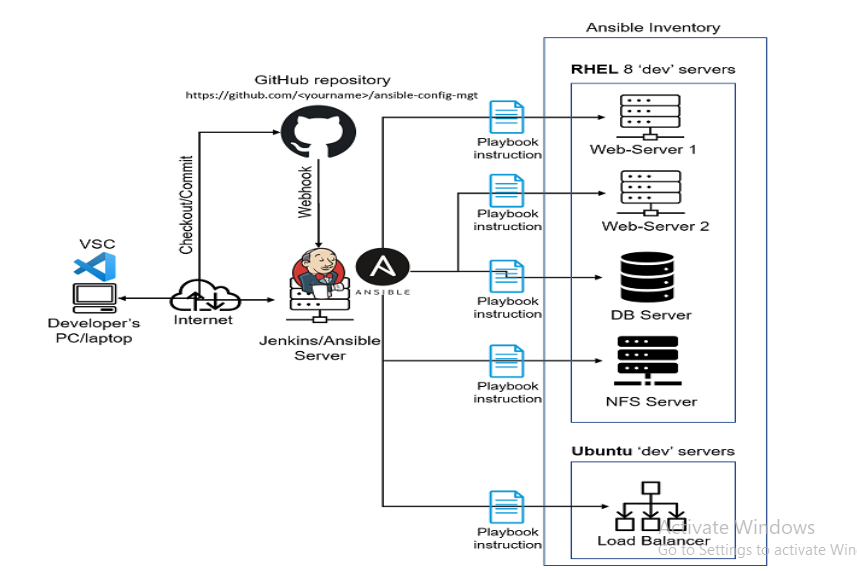 Ansible Inventory
RHEL 8 'dev' servers
GitHub repository
https://github.com/<yourname>/ansible-config-mgt
Playbook
instruction
Web-Server 1
Checkout/Commit
Webhook
Playbook
instruction
Web-Server 2
VSC
ANSIBLE
Playbook
instruction
DB Server
Developer's
PC/laptop
Internet
Jenkins/Ansible
Server
Playbook
instruction
NFS Server
Ubuntu 'dev' servers
Playbook
instruction
Load Balancer
Activate Windows
Go to Settings to activate Win